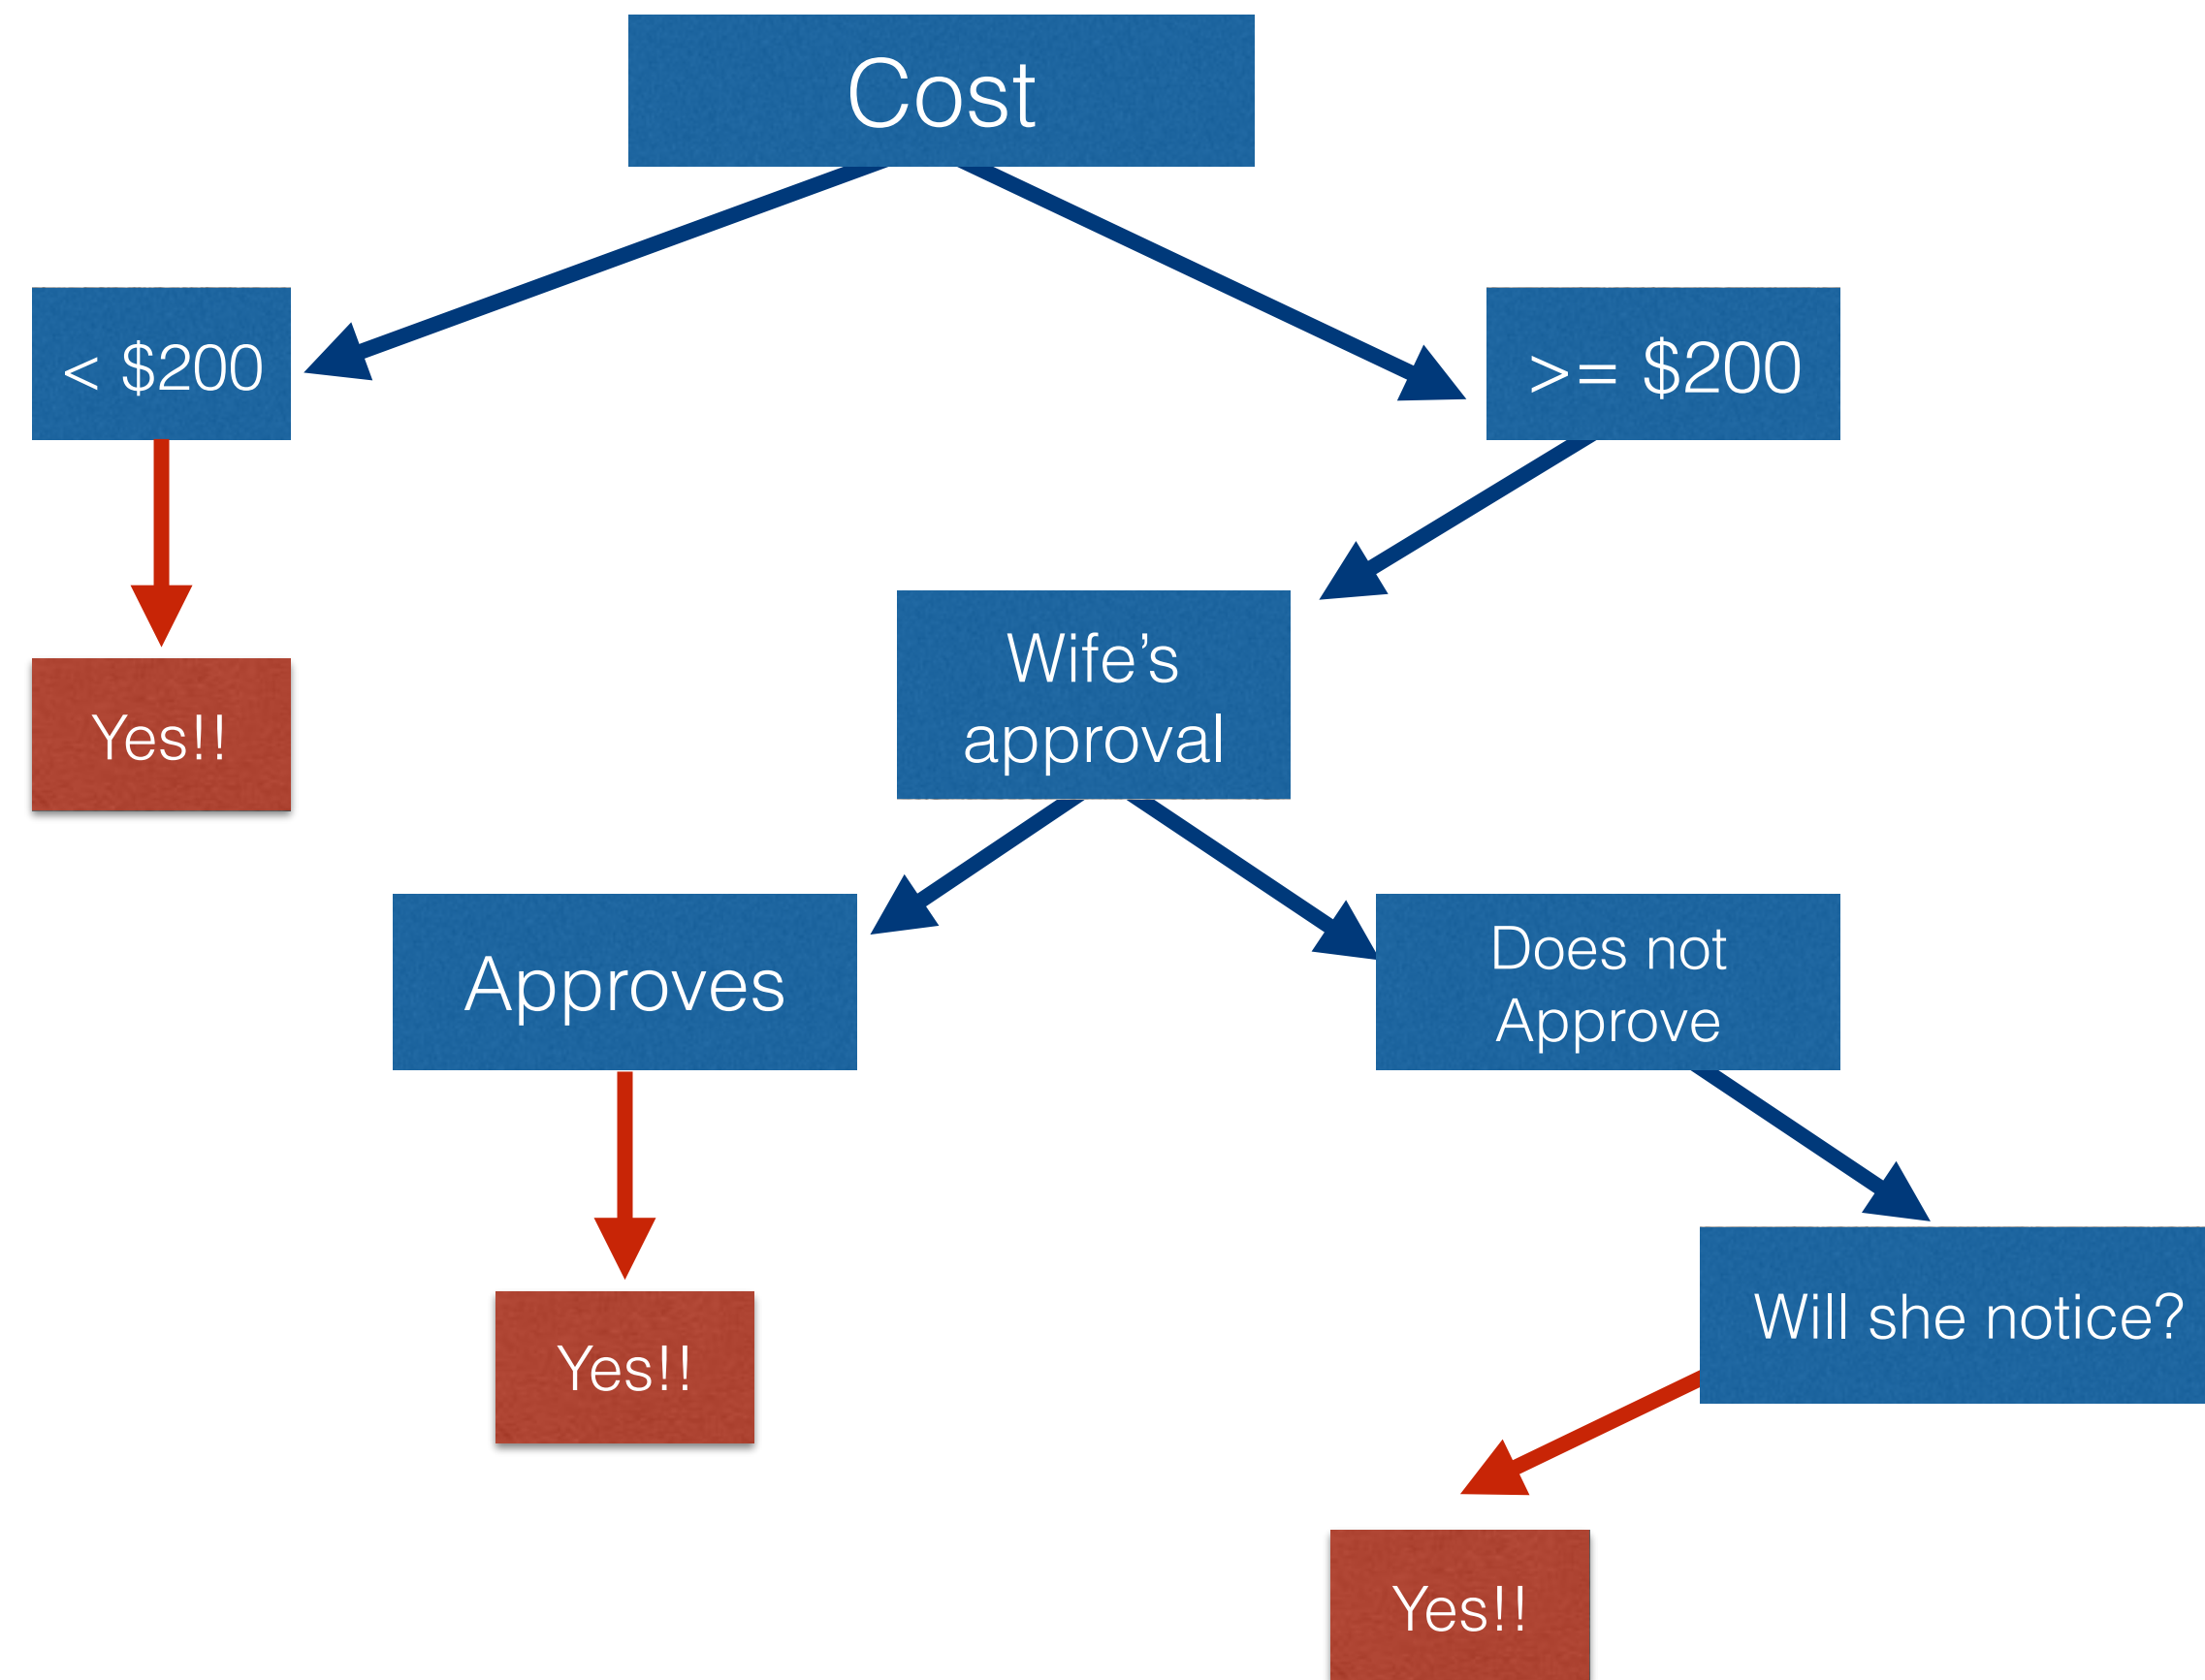 Cost
< $200
>= $200
Wife’s
approval
Yes!!
Approves
Does not
Approve
Will she notice?
Yes!!
Yes!!